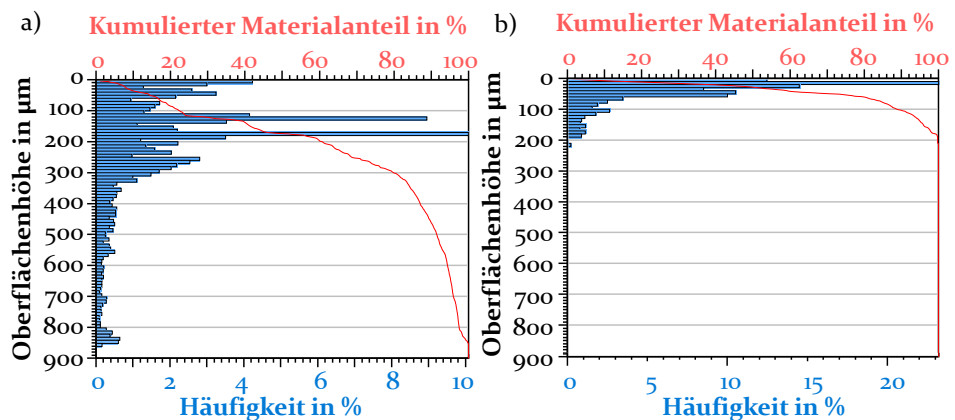 a)
Kumulierter Materialanteil in %
0 20 40 60 80 100
Oberflächenhöhe in µm
0
100
200
300
400
500
600
700
800
900
0 2 4 6 8 10
Häufigkeit in %
b)
Kumulierter Materialanteil in %
0 20 40 60 80 100
Oberflächenhöhe in µm
0
100
200
300
400
500
600
700
800
900
0 5 10 15 20
Häufigkeit in %